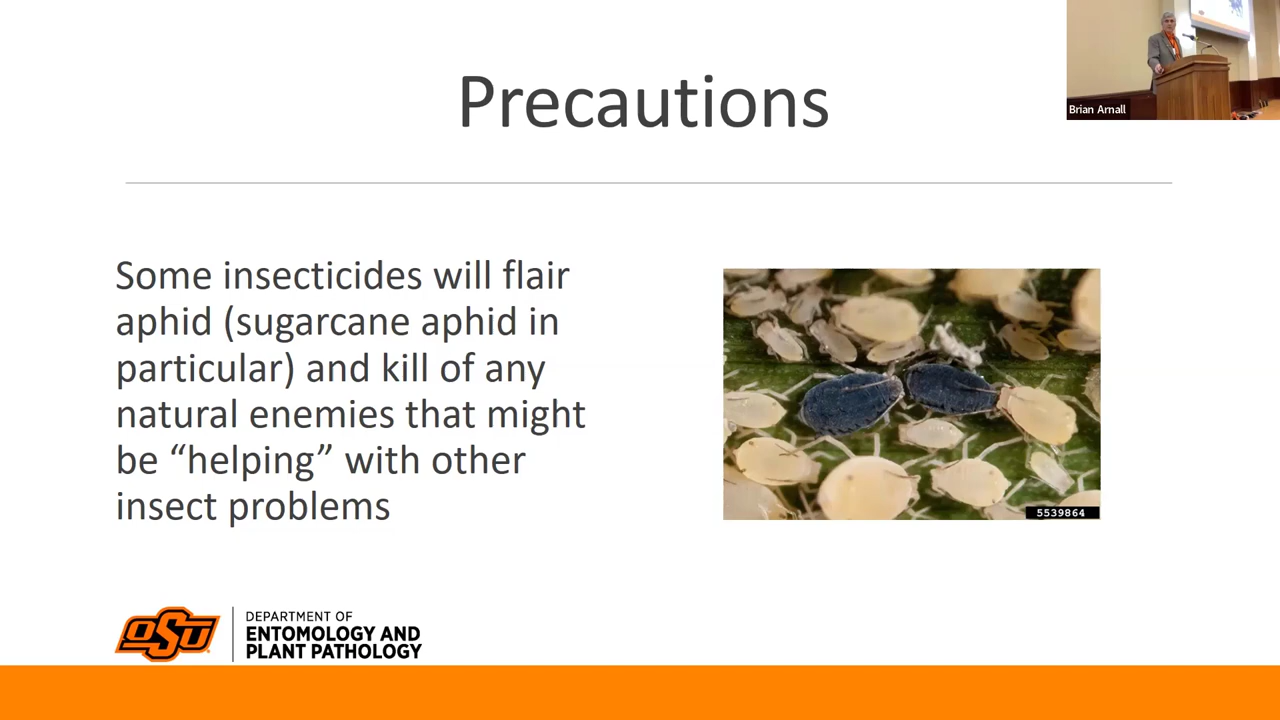 Precautions
Brian Arnall
Some insecticides will flair
aphid (sugarcane aphid in
particular) and kill of any
natural enemies that might
be “helping” with other
insect problems
5539864
OSU
DEPARTMENT OF
ENTOMOLOGY AND
PLANT PATHOLOGY